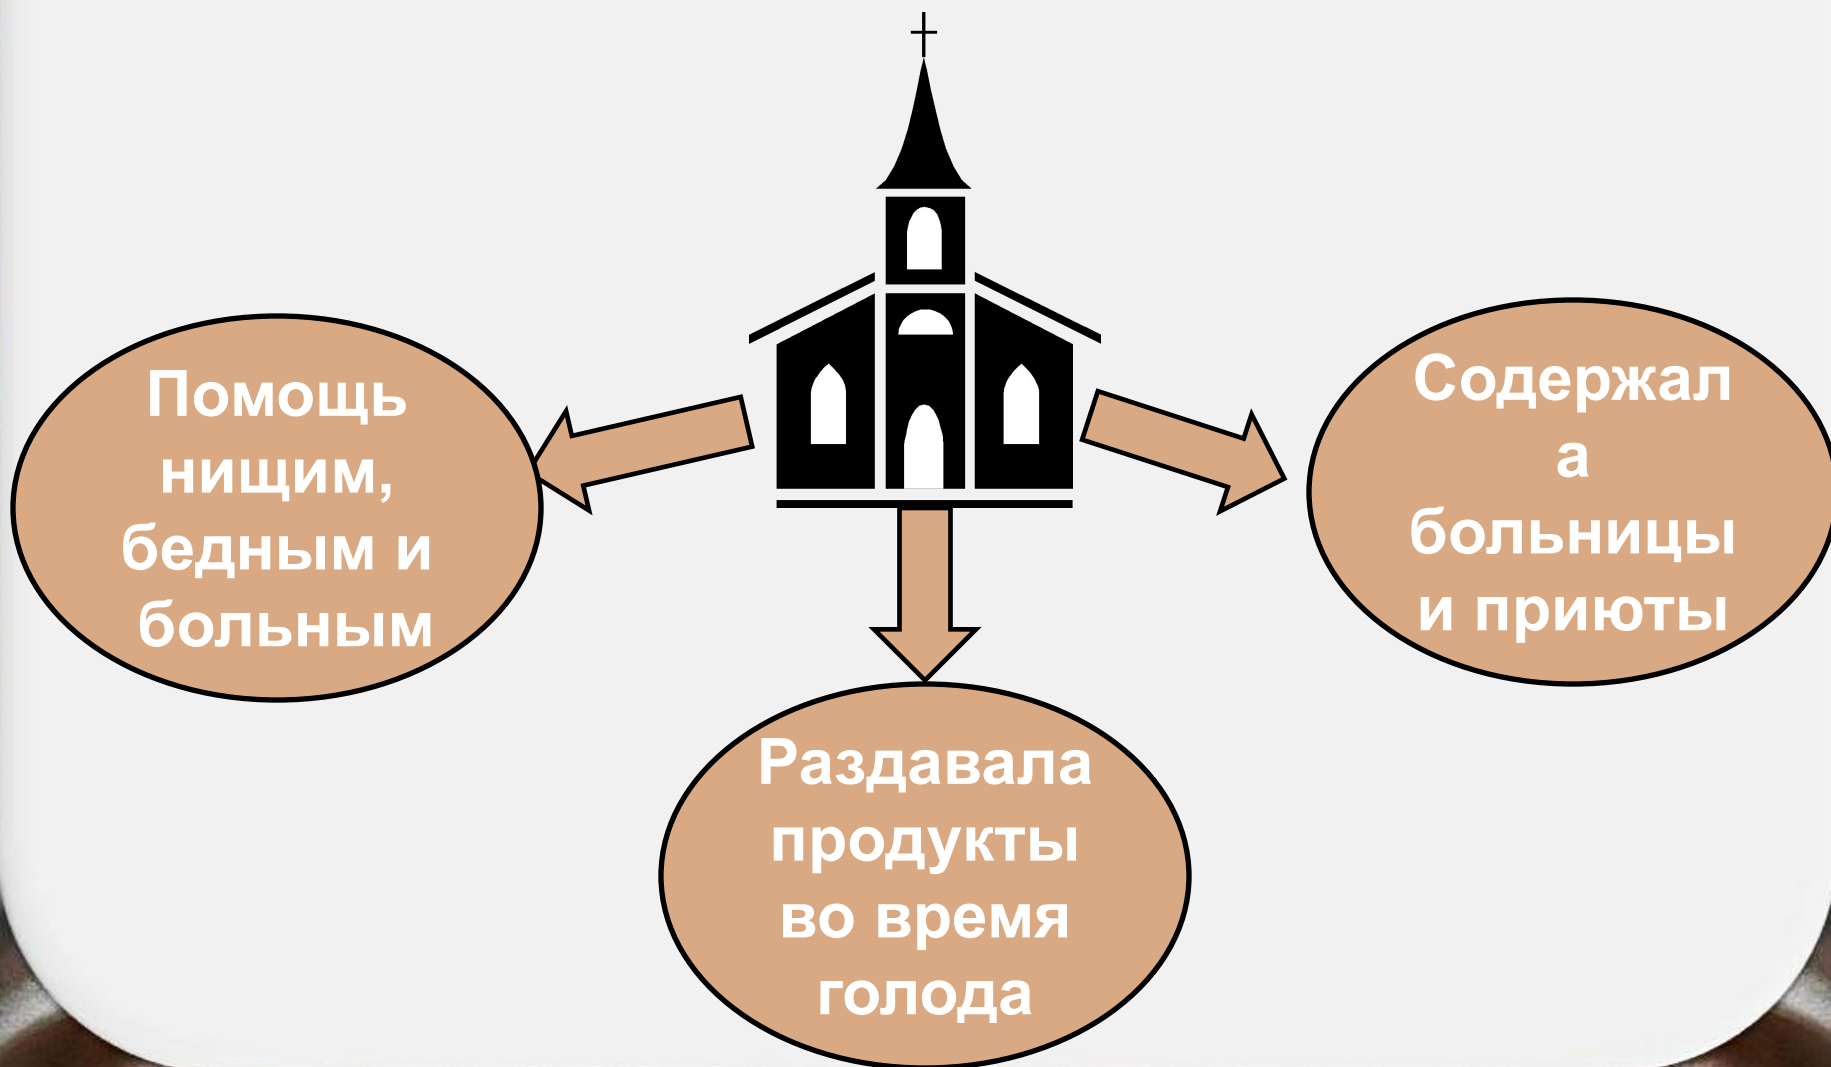 Помощь
нищим,
бедным и
больным
Раздавала
продукты
во время
голода
Содержал
а
больницы
и приюты